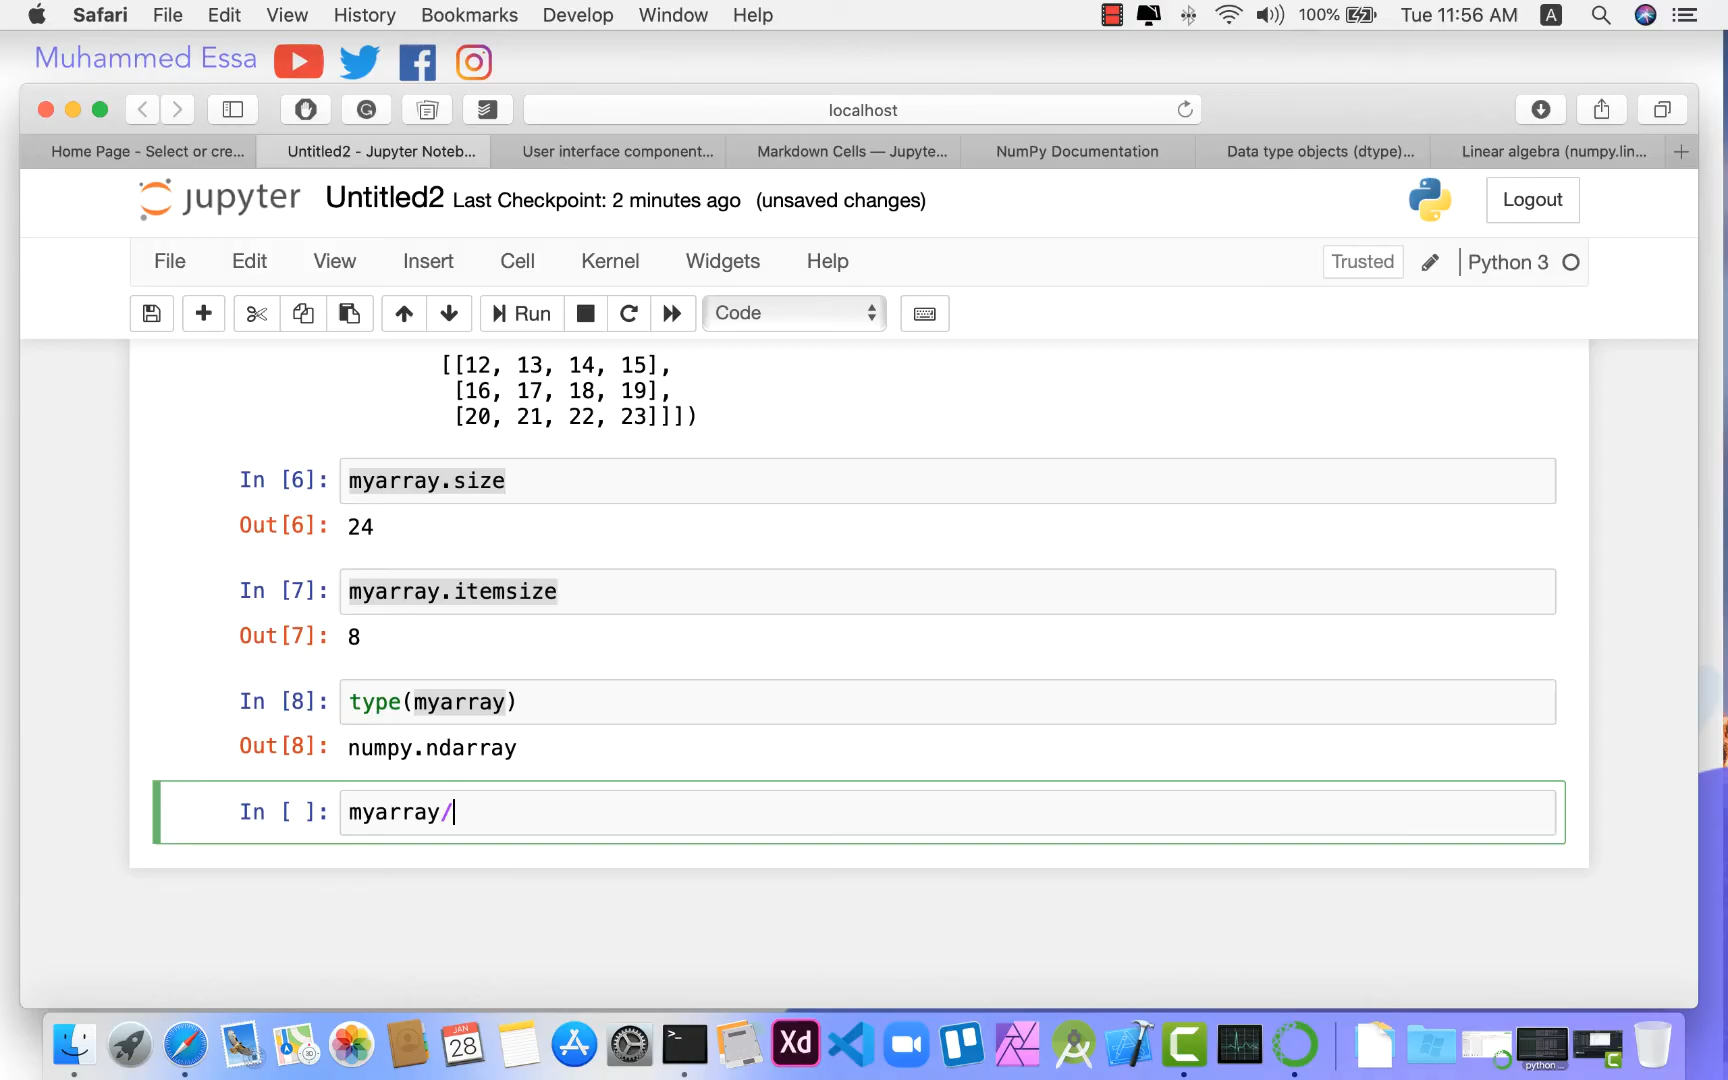 Safari File Edit View History Bookmarks Develop Window Help 100% Tue 11:56 AM A
Muhammed Essa
localhost
Home Page - Select or cre... Untitled2 - Jupyter Noteb... User interface component... Markdown Cells — Jupyte... NumPy Documentation Data type objects (dtype)... Linear algebra (numpy.lin...
jupyter Untitled2 Last Checkpoint: 2 minutes ago (unsaved changes) Logout
File Edit View Insert Cell Kernel Widgets Help Trusted Python 3
Run Code
[[12, 13, 14, 15],
[16, 17, 18, 19],
[20, 21, 22, 23]]])
In [6]: myarray.size
Out[6]: 24
In [7]: myarray.itemsize
Out[7]: 8
In [8]: type(myarray)
Out[8]: numpy.ndarray
In [ ]: myarray/
JAN
28
Xd
python ...